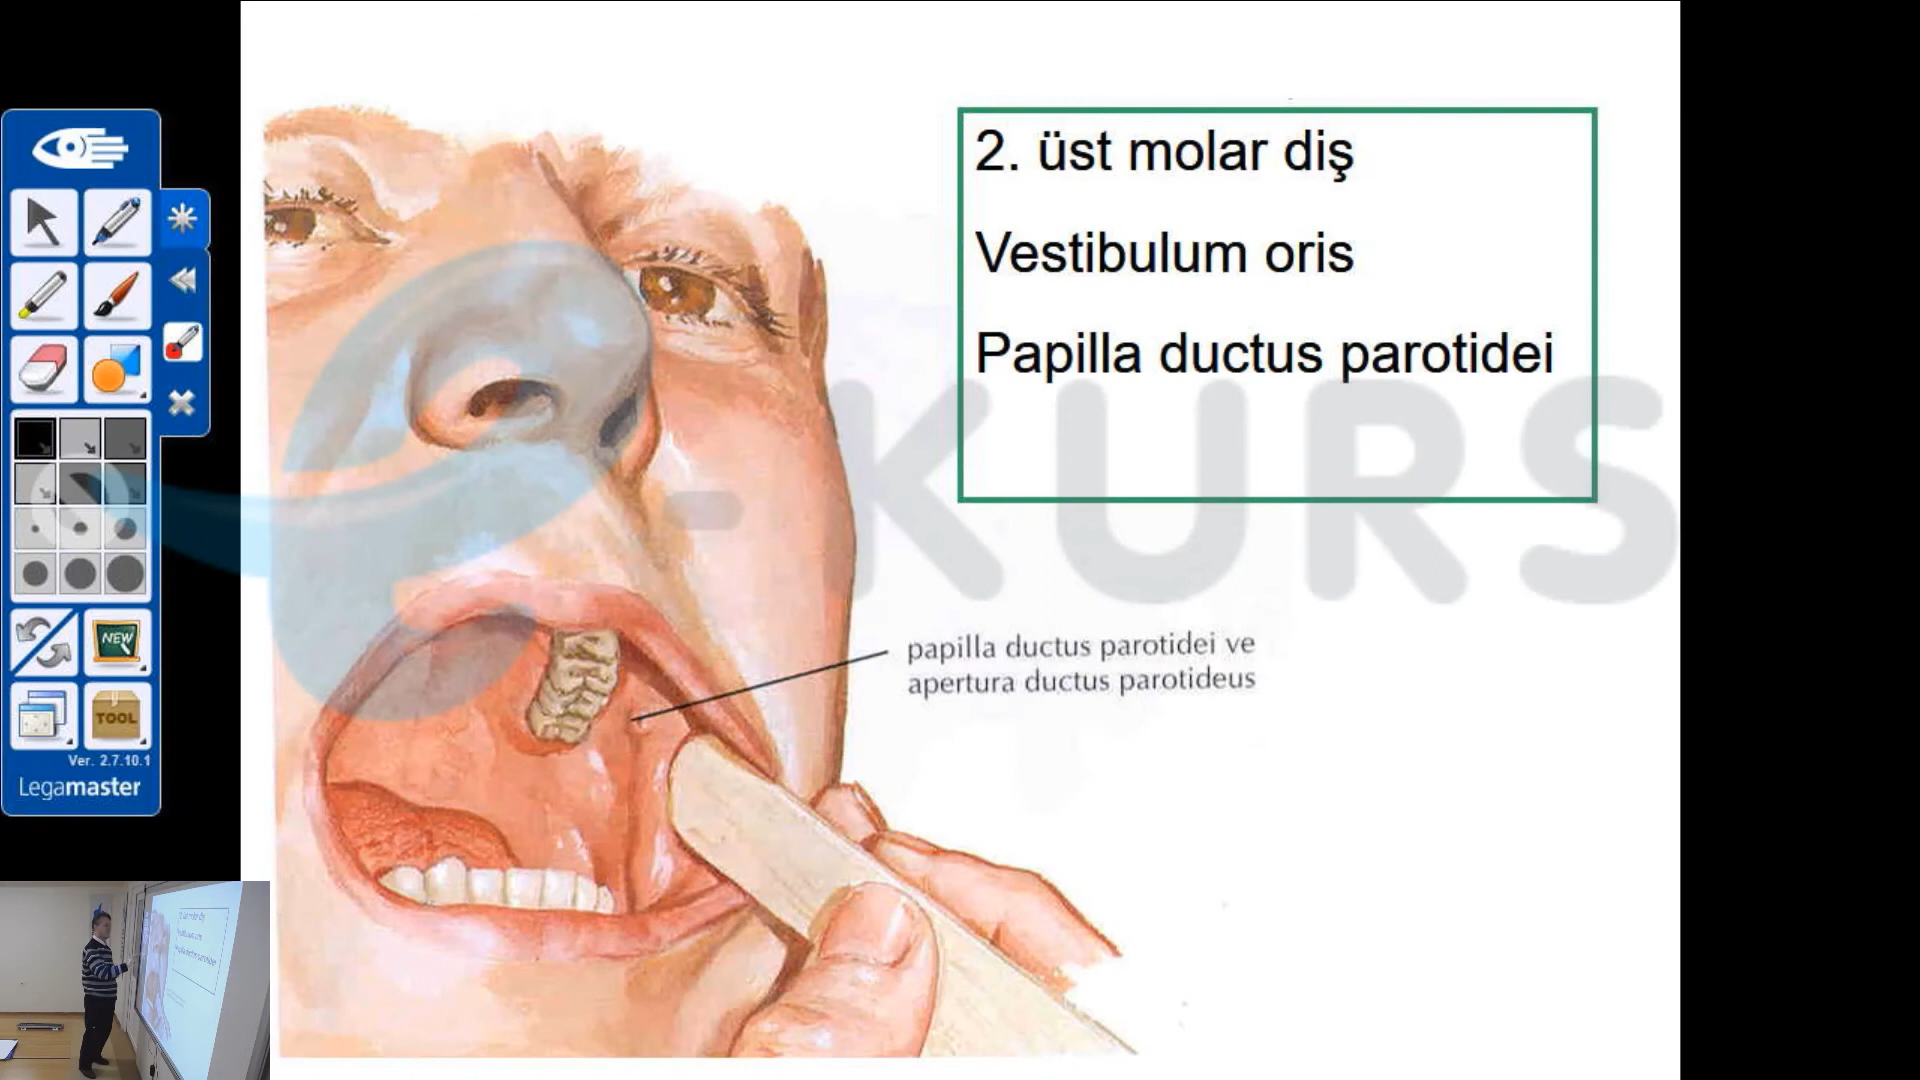 2. üst molar diş
Vestibulum oris
Papilla ductus parotidei
-KURS
papilla ductus parotidei ve
apertura ductus parotideus
NEW
TOOL
Ver. 2.7.10.1
Legamaster